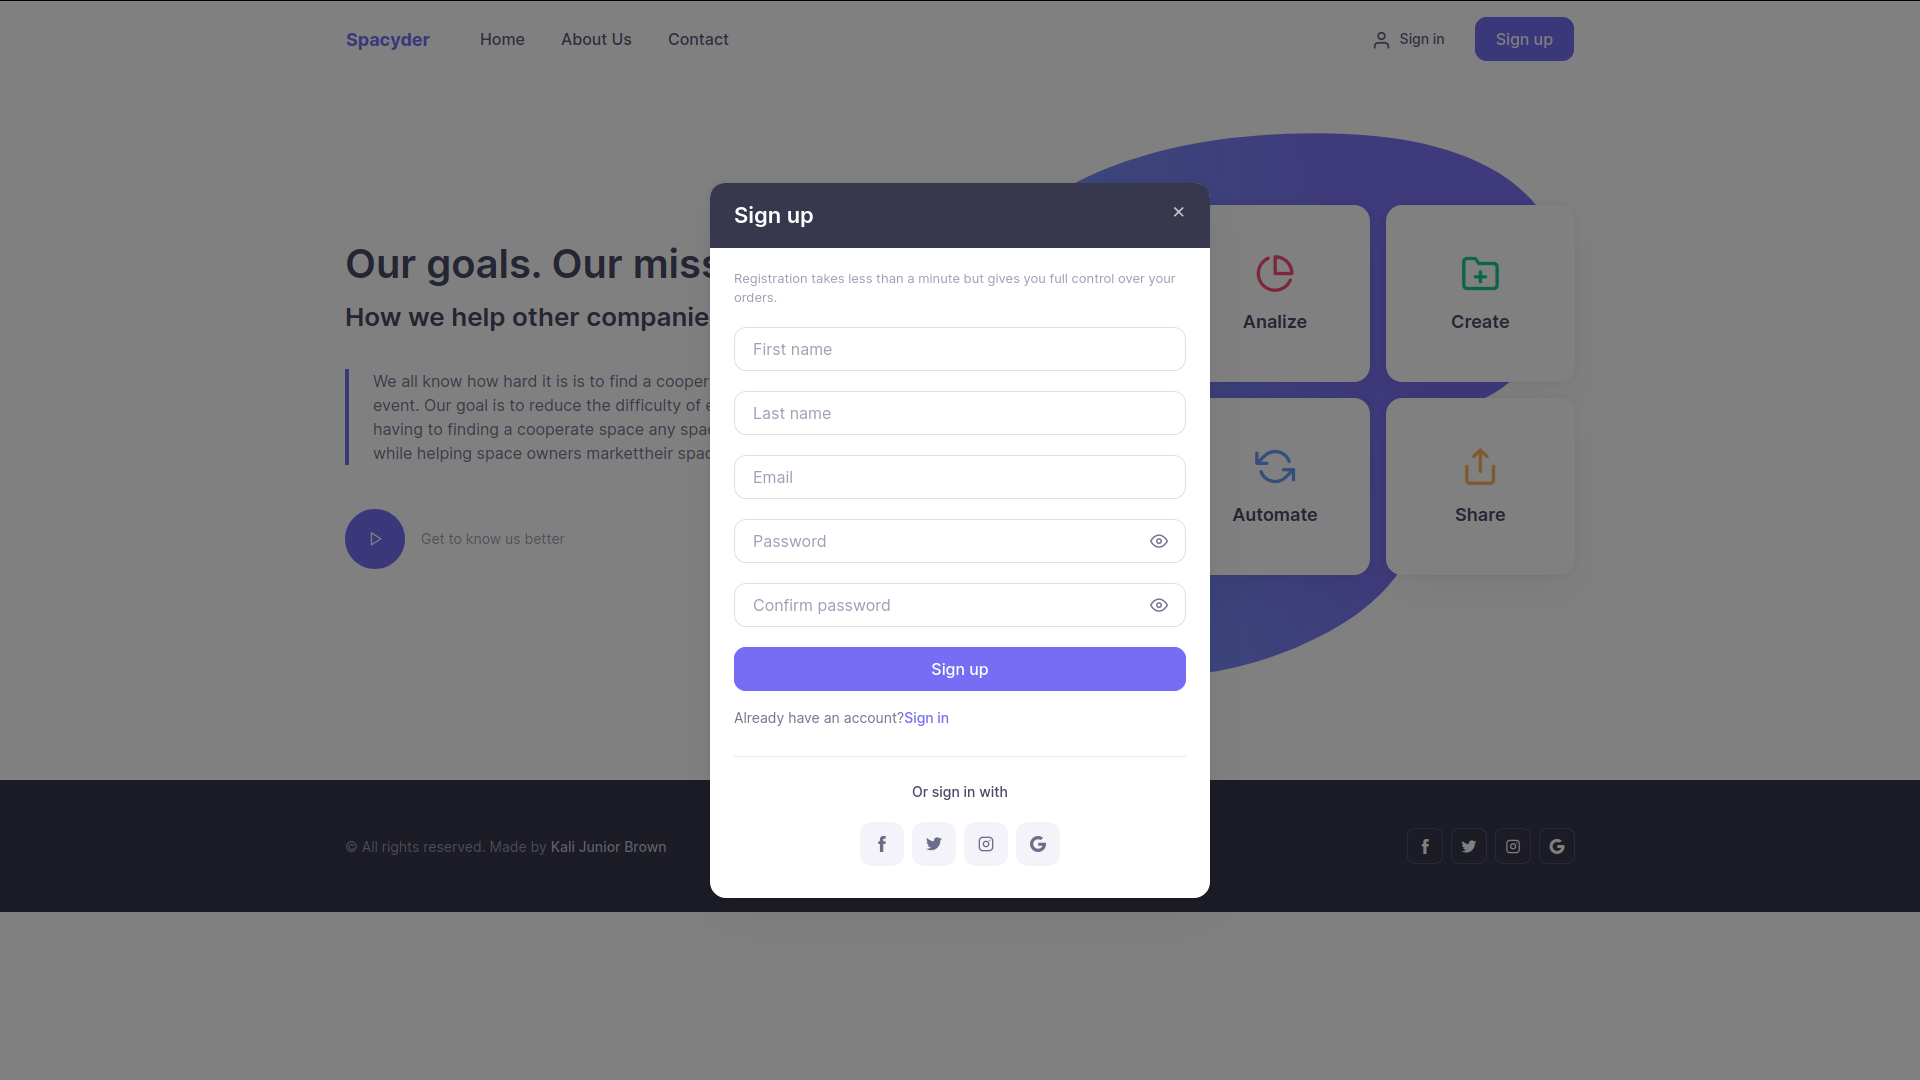 Spacyder
Home
About Us
Contact
Sign in
Sign up
Our goals. Our miss
How we help other companie
We all know how hard it is is to find a cooper
event. Our goal is to reduce the difficulty of e
having to finding a cooperate space any spac
while helping space owners markettheir spac
Get to know us better
Analize
Create
Automate
Share
Sign up
Registration takes less than a minute but gives you full control over your
orders.
First name
Last name
Email
Password
Confirm password
Sign up
Already have an account?Sign in
Or sign in with
© All rights reserved. Made by Kali Junior Brown